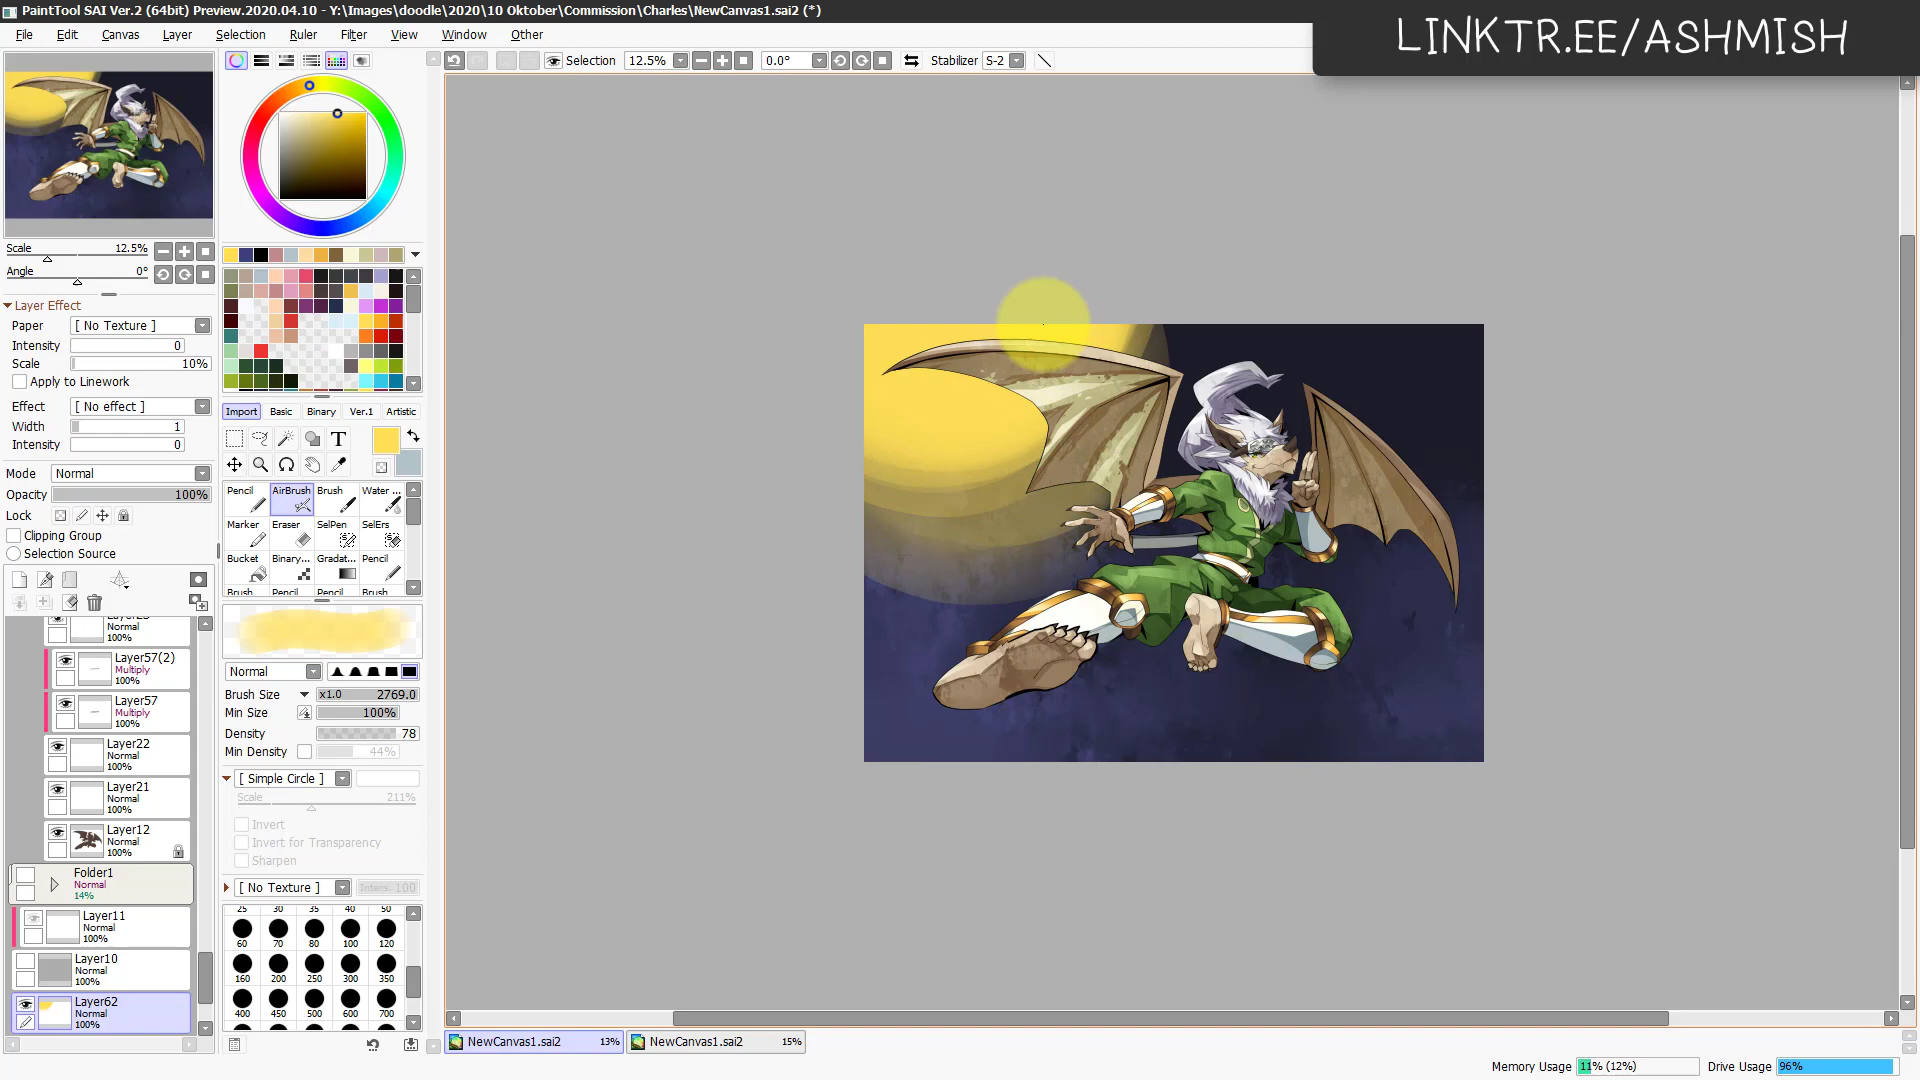 PaintTool SAI Ver.2 (64bit) Preview.2020.04.10 - Y:\Images\doodle\2020\10 Oktober\Commission\Charles\NewCanvas1.sai2 (*)
LINKTR.EE/ASHMISH
File Edit Canvas Layer Selection Ruler Filter View Window Other
Selection 12.5% 0.0° Stabilizer S-2
Scale 12.5%
Angle 0°
Layer Effect
Paper [ No Texture ]
Intensity 0
Scale 10%
Apply to Linework
Effect [ No effect ]
Width 1
Intensity 0
Mode Normal
Opacity 100%
Lock
Clipping Group
Selection Source
Normal
100%
Layer57(2)
Multiply
100%
Layer57
Multiply
100%
Layer22
Normal
100%
Layer21
Normal
100%
Layer12
Normal
100%
Folder1
Normal
14%
Layer11
Normal
100%
Layer10
Normal
100%
Layer62
Normal
100%
Import Basic Binary Ver.1 Artistic
T
Pencil AirBrush Brush Water ...
Marker Eraser SelPen SelErs
Bucket Binary... Gradat... Pencil
Brush Pencil Pencil Brush
Normal
Brush Size x1.0 2769.0
Min Size 100%
Density 78
Min Density 44%
[ Simple Circle ]
Scale 211%
Invert
Invert for Transparency
Sharpen
[ No Texture ] Intens. 100
25 30 35 40 50
60 70 80 100 120
160 200 250 300 350
400 450 500 600 700
NewCanvas1.sai2 13% NewCanvas1.sai2 15%
Memory Usage 11% (12%) Drive Usage 96%